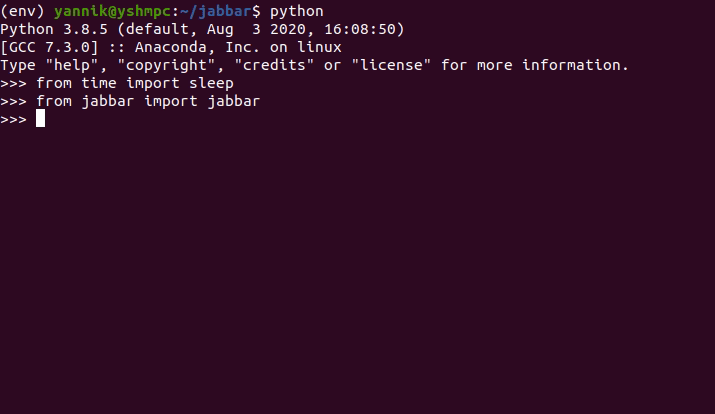 (env) yannik@yshmpc:~/jabbar$ python
Python 3.8.5 (default, Aug  3 2020, 16:08:50)
[GCC 7.3.0] :: Anaconda, Inc. on linux
Type "help", "copyright", "credits" or "license" for more information.
>>> from time import sleep
>>> from jabbar import jabbar
>>>